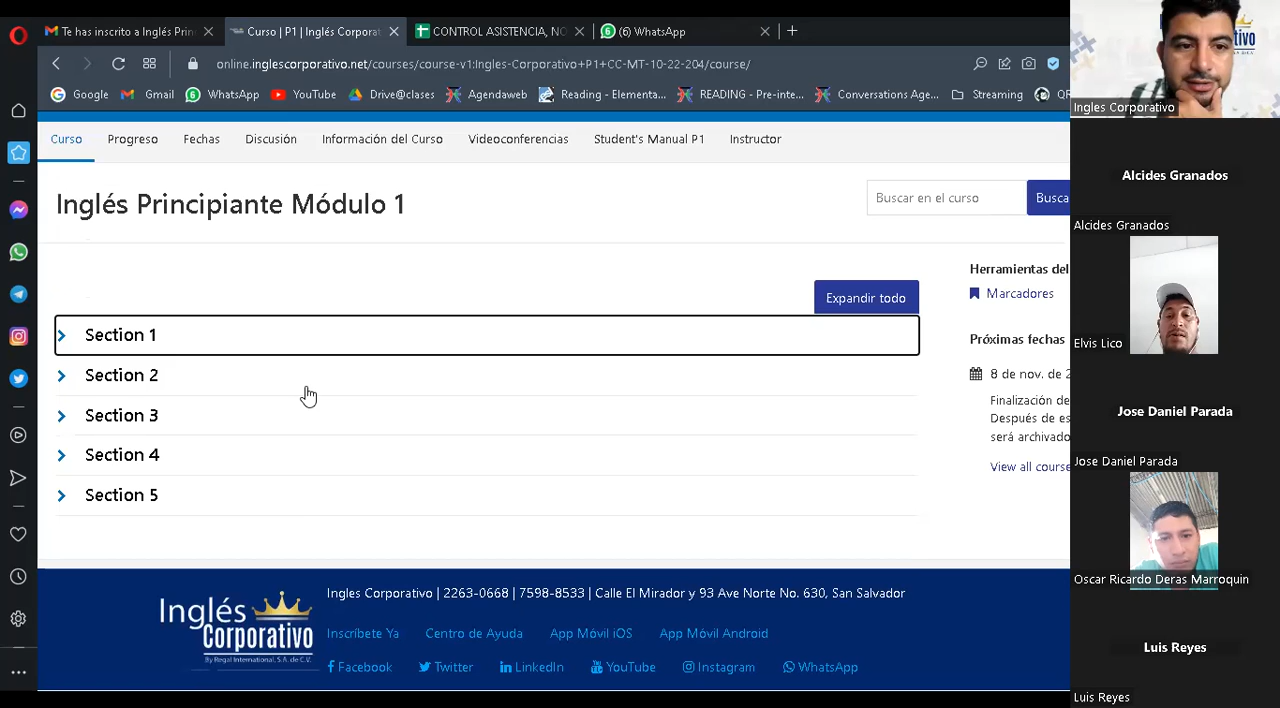 Te has inscrito a Inglés Prin
Curso | P1 | Inglés Corporat
CONTROL ASISTENCIA, NO
(6) WhatsApp
online.inglescorporativo.net/courses/course-v1:Ingles-Corporativo+P1+CC-MT-10-22-204/course/
Google
Gmail
WhatsApp
YouTube
Drive@clases
Agendaweb
Reading - Elementa...
READING - Pre-inte...
Conversations Age...
Streaming
QR
Curso
Progreso
Fechas
Discusión
Información del Curso
Videoconferencias
Student's Manual P1
Instructor
Inglés Principiante Módulo 1
Buscar en el curso
Busca
Expandir todo
Herramientas del
Marcadores
Section 1
Section 2
Section 3
Section 4
Section 5
Próximas fechas
8 de nov. de 2
Finalización de
Después de es
será archivado
View all course
Inglés
Corporativo
By Regal International, S.A. de C.V.
Ingles Corporativo | 2263-0668 | 7598-8533 | Calle El Mirador y 93 Ave Norte No. 630, San Salvador
Inscríbete Ya
Centro de Ayuda
App Móvil iOS
App Móvil Android
Facebook
Twitter
LinkedIn
YouTube
Instagram
WhatsApp
Ingles Corporativo
Alcides Granados
Alcides Granados
Elvis Lico
Jose Daniel Parada
Jose Daniel Parada
Oscar Ricardo Deras Marroquin
Luis Reyes
Luis Reyes